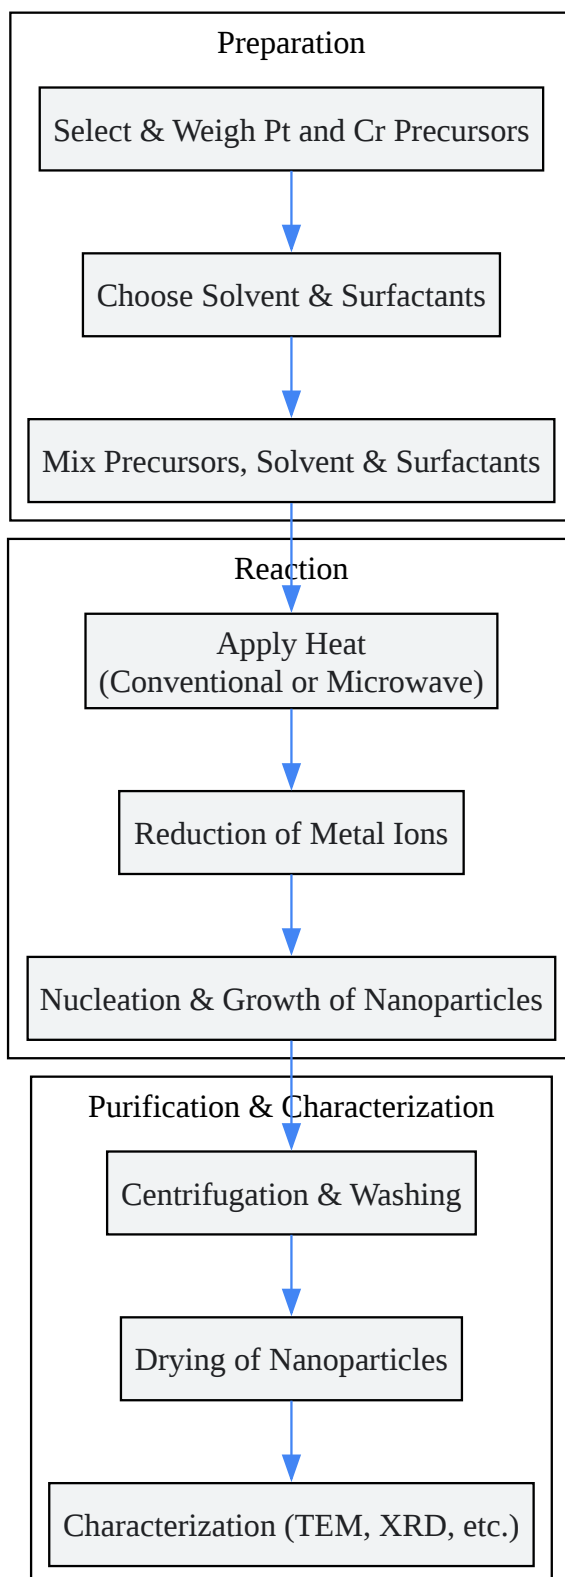 Preparation
Select & Weigh Pt and Cr Precursors
Choose Solvent & Surfactants
Mix Precursors, Solvent & Surfactants
Reaction
Apply Heat
(Conventional or Microwave)
Reduction of Metal Ions
Nucleation & Growth of Nanoparticles
Purification & Characterization
Centrifugation & Washing
Drying of Nanoparticles
Characterization (TEM, XRD, etc.)